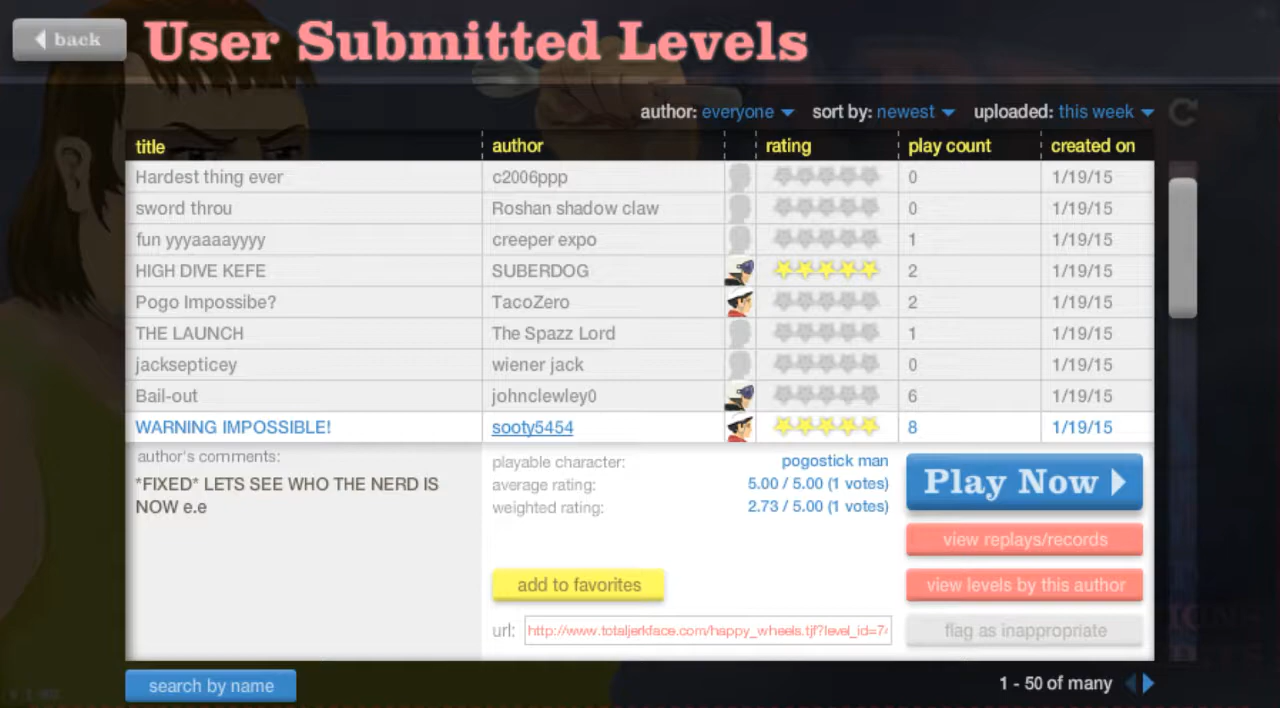 back User Submitted Levels
author: everyone sort by: newest uploaded: this week
title author rating play count created on
Hardest thing ever c2006ppp 0 1/19/15
sword throu Roshan shadow claw 0 1/19/15
fun yyyaaaayyyy creeper expo 1 1/19/15
HIGH DIVE KEFE SUBERDOG 2 1/19/15
Pogo Impossibe? TacoZero 2 1/19/15
THE LAUNCH The Spazz Lord 1 1/19/15
jacksepticey wiener jack 0 1/19/15
Bail-out johnclewley0 6 1/19/15
WARNING IMPOSSIBLE! sooty5454 8 1/19/15
author's comments:
*FIXED* LETS SEE WHO THE NERD IS
NOW e.e
playable character: pogostick man
average rating: 5.00 / 5.00 (1 votes)
weighted rating: 2.73 / 5.00 (1 votes)
Play Now
view replays/records
add to favorites
view levels by this author
url: http://www.totaljerkface.com/happy_wheels.tjf?level_id=74
flag as inappropriate
search by name
1 - 50 of many